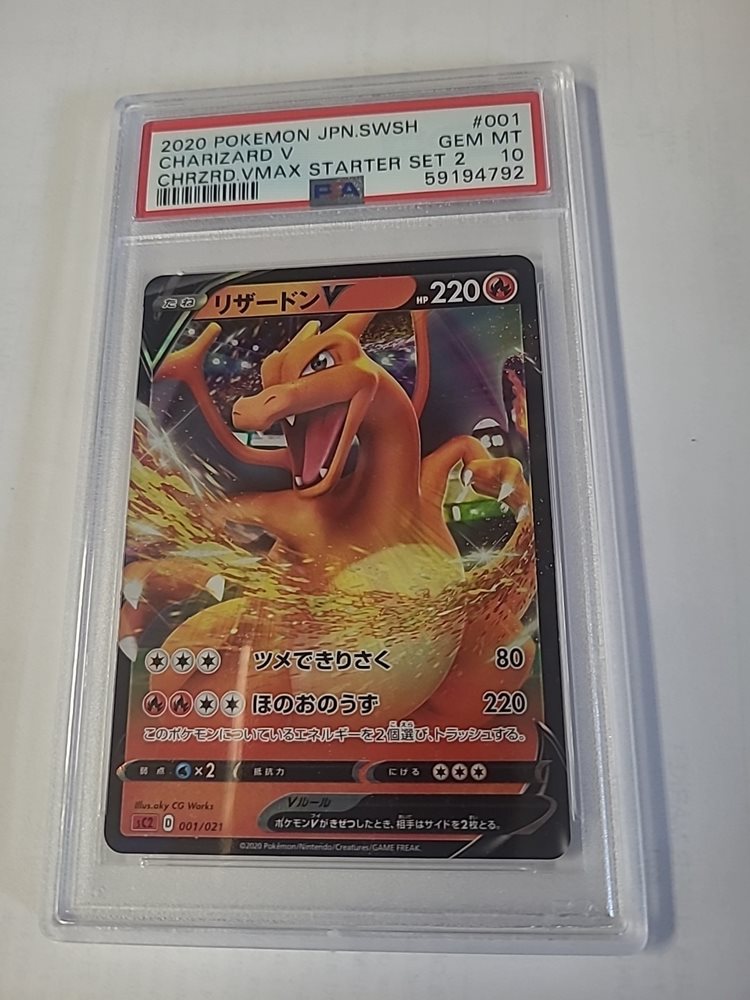 2020 POKEMON JPN.SWSH #001
CHARIZARD V GEM MT
CHRZRD.VMAX STARTER SET 2 10
59194792
PSA
たね リザードンV HP 220
ツメできりさく 80
ほのおのうず 220
このポケモンについているエネルギーを2個選び、トラッシュする。
弱点 ×2 抵抗力 にげる
Illus.aky CG Works
Vルール
ポケモンVがきぜつしたとき、相手はサイドを2枚とる。
sC2 D 001/021
©2020 Pokémon/Nintendo/Creatures/GAME FREAK.